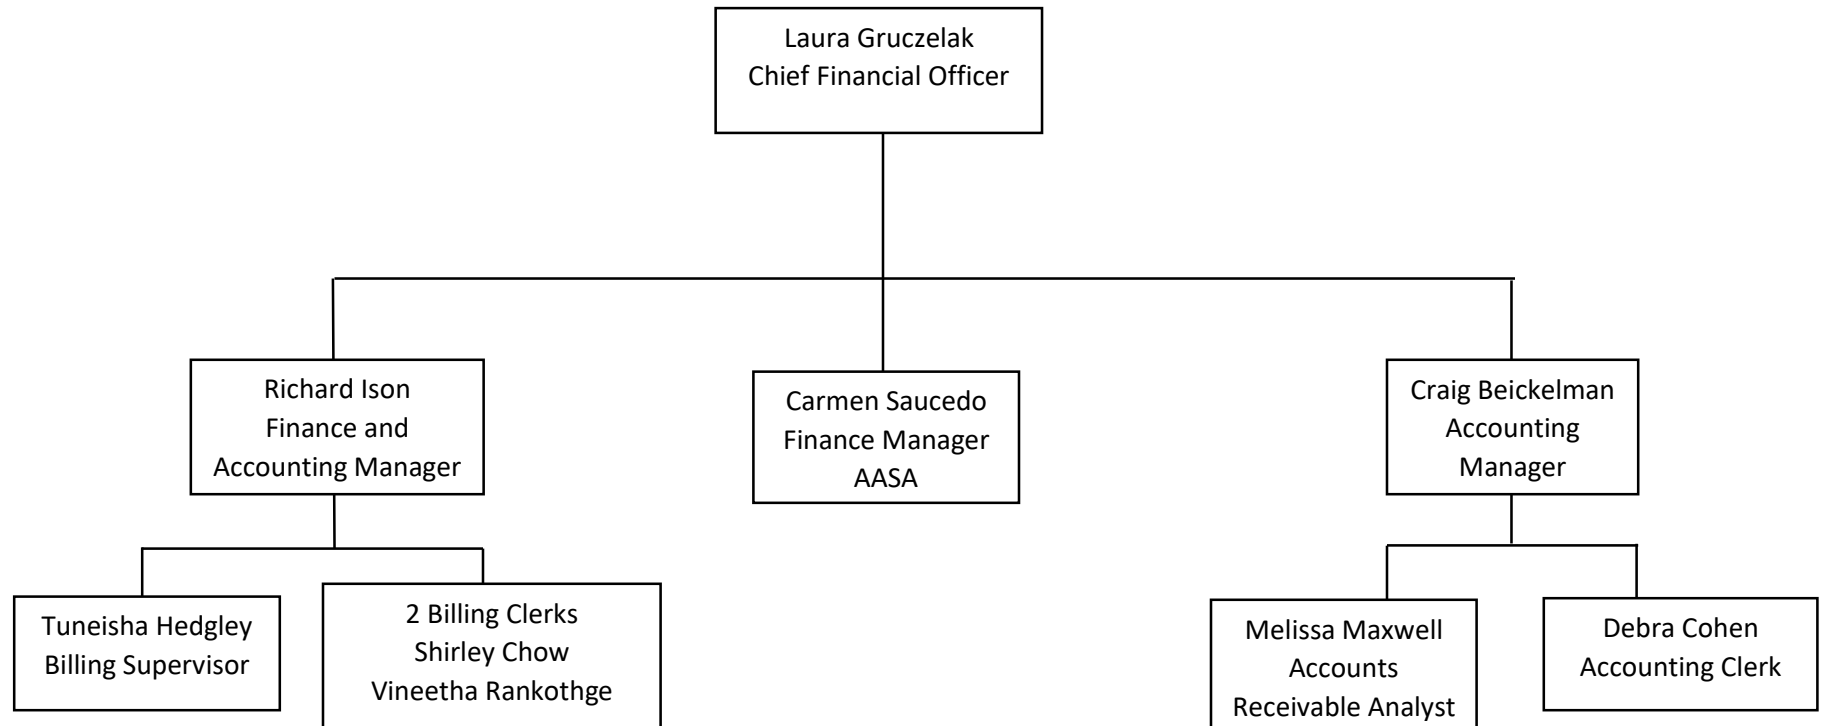 Laura Gruczelak
Chief Financial Officer
Richard Ison
Finance and
Accounting Manager
Carmen Saucedo
Finance Manager
AASA
Craig Beickelman
Accounting
Manager
Tuneisha Hedgley
Billing Supervisor
2 Billing Clerks
Shirley Chow
Vineetha Rankothge
Melissa Maxwell
Accounts
Receivable Analyst
Debra Cohen
Accounting Clerk